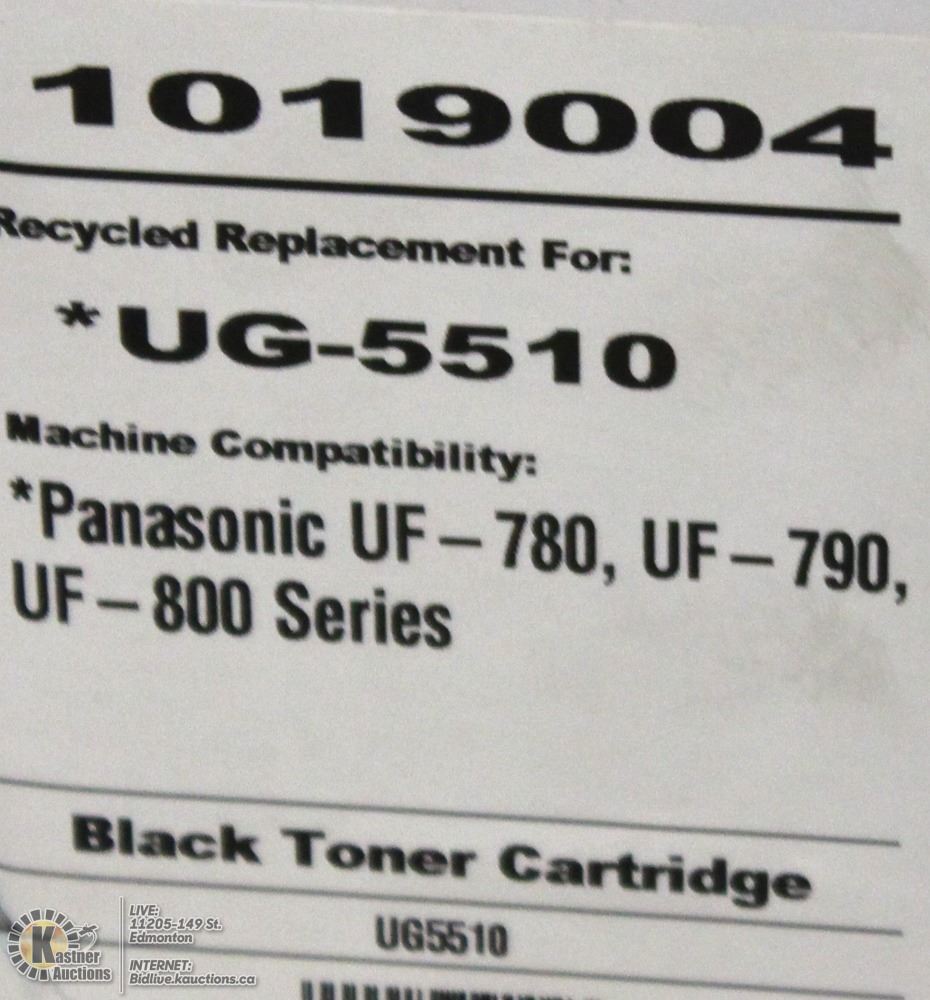 1019004
Recycled Replacement For:
*UG-5510
Machine Compatibility:
*Panasonic UF-780, UF-790,
UF-800 Series
Black Toner Cartridge
UG5510
Kastner
Auctions
LIVE:
11205-149 St.
Edmonton
INTERNET:
Bidlive.kauctions.ca